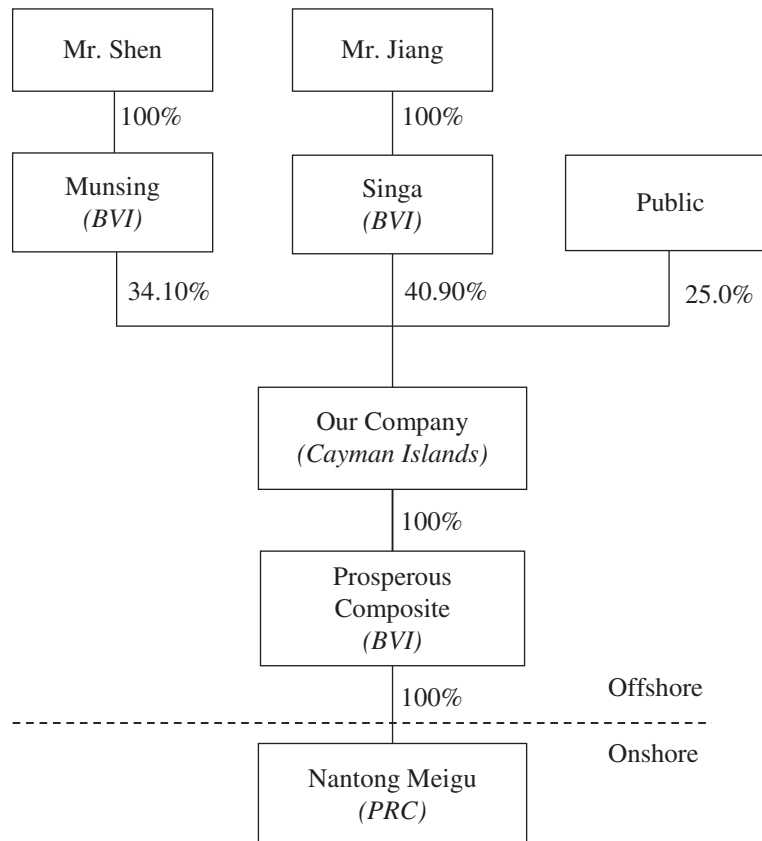 Mr. Shen
Mr. Jiang
100%
100%
Munsing
(BVI)
Singa
(BVI)
Public
34.10%
40.90%
25.0%
Our Company
(Cayman Islands)
100%
Prosperous
Composite
(BVI)
100%
Offshore
Onshore
Nantong Meigu
(PRC)